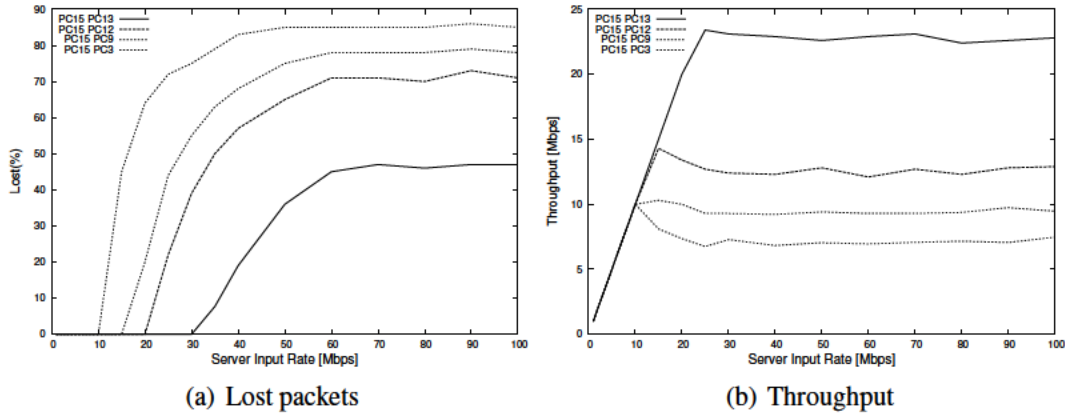 PC15 PC13
PC15 PC12
PC15 PC9
PC15 PC3
90
80
70
60
50
40
30
20
10
0
Lost(%)
0 10 20 30 40 50 60 70 80 90 100
Server Input Rate [Mbps]
(a) Lost packets
PC15 PC13
PC15 PC12
PC15 PC9
PC15 PC3
25
20
15
10
5
0
Throughput [Mbps]
0 10 20 30 40 50 60 70 80 90 100
Server Input Rate [Mbps]
(b) Throughput